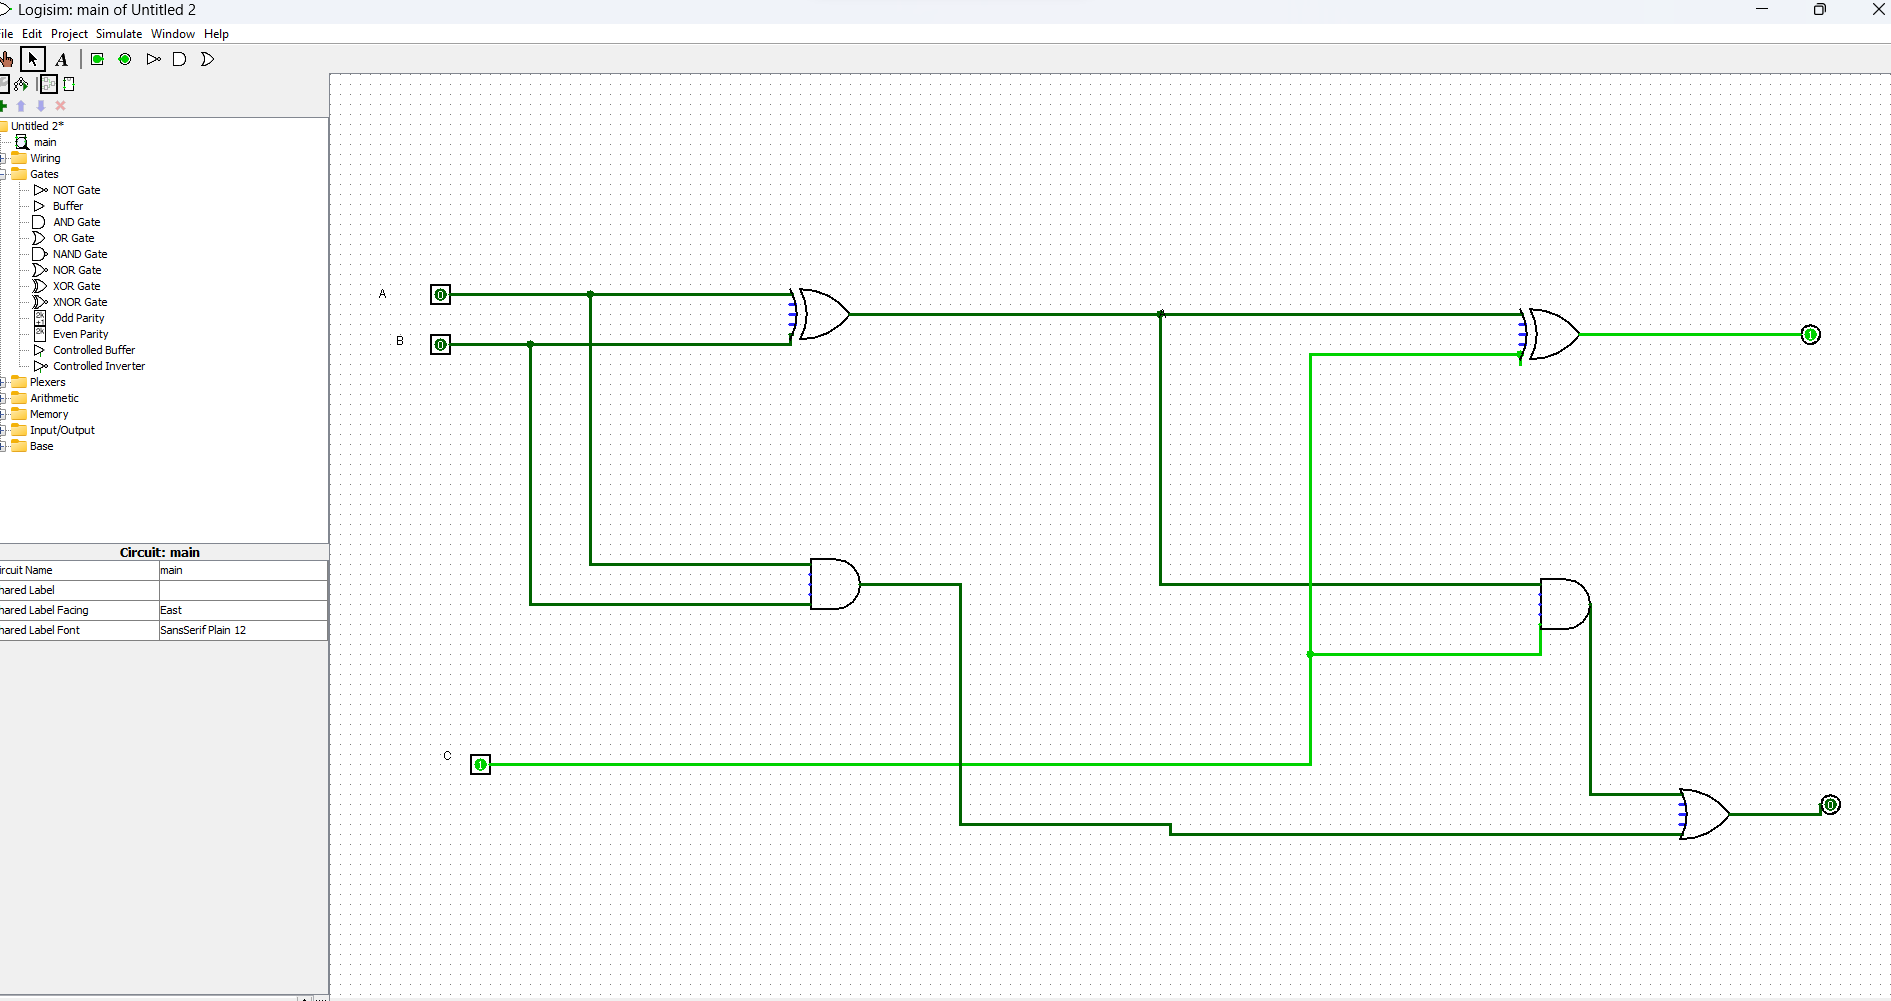 Logisim: main of Untitled 2
ile Edit Project Simulate Window Help
A
Untitled 2*
main
Wiring
Gates
NOT Gate
Buffer
AND Gate
OR Gate
NAND Gate
NOR Gate
XOR Gate
XNOR Gate
Odd Parity
Even Parity
Controlled Buffer
Controlled Inverter
Plexers
Arithmetic
Memory
Input/Output
Base
Circuit: main
ircuit Name main
hared Label
hared Label Facing East
hared Label Font SansSerif Plain 12
A 0
B 0
C 1
1
0